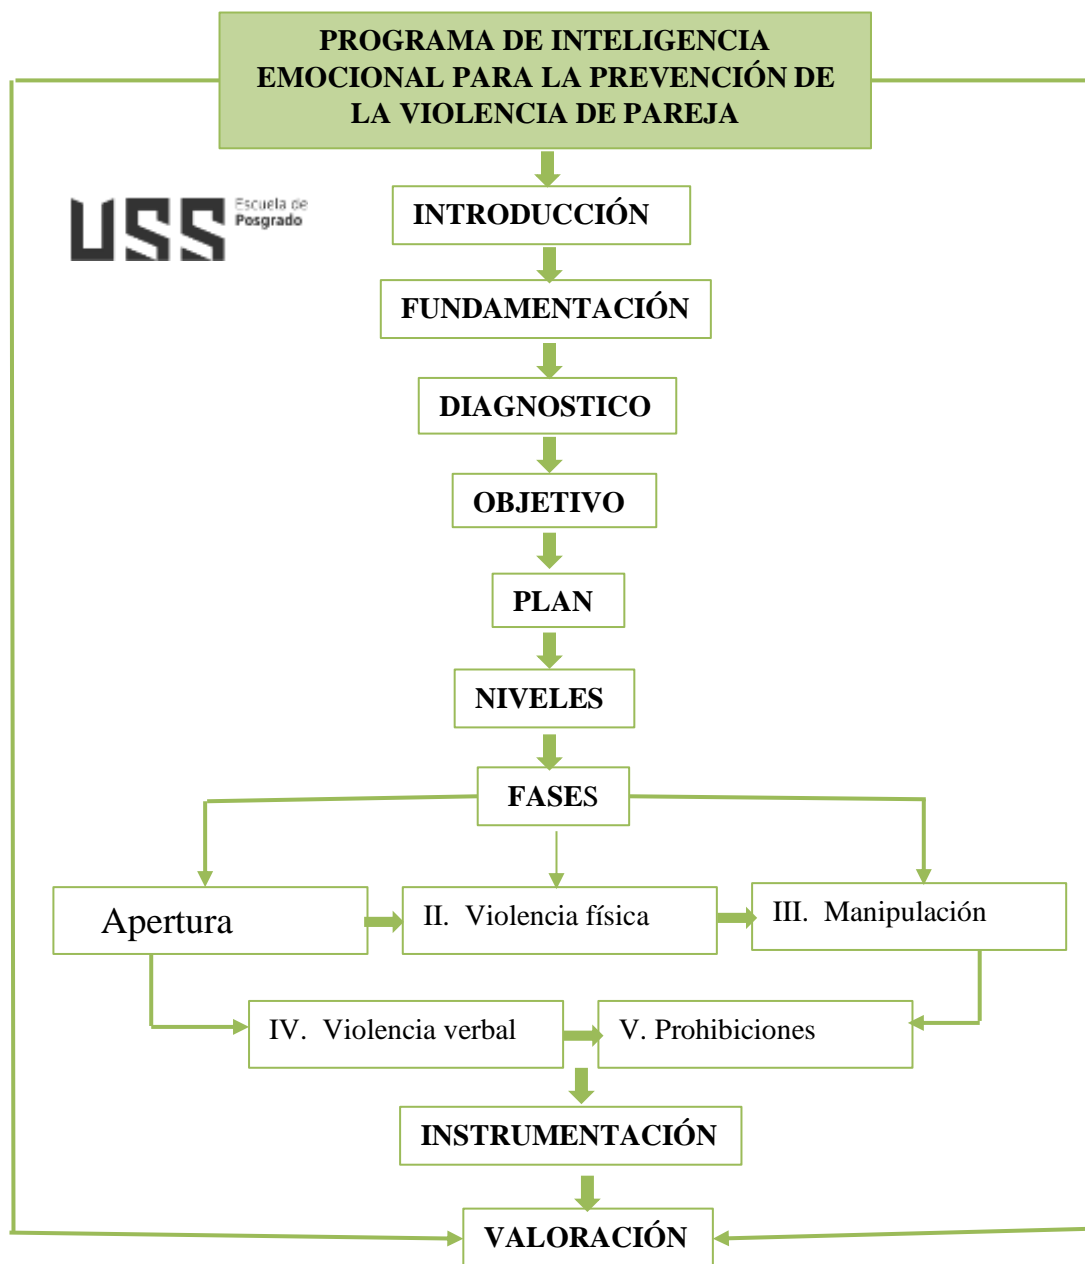 PROGRAMA DE INTELIGENCIA
EMOCIONAL PARA LA PREVENCIÓN DE
LA VIOLENCIA DE PAREJA
USS Escuela de
Posgrado
INTRODUCCIÓN
FUNDAMENTACIÓN
DIAGNOSTICO
OBJETIVO
PLAN
NIVELES
FASES
Apertura
II. Violencia física
III. Manipulación
IV. Violencia verbal
V. Prohibiciones
INSTRUMENTACIÓN
VALORACIÓN